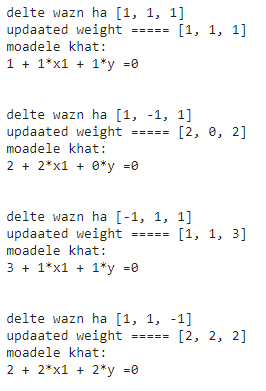 delte wazn ha [1, 1, 1]
updaated weight ===== [1, 1, 1]
moadele khat:
1 + 1*x1 + 1*y =0
delte wazn ha [1, -1, 1]
updaated weight ===== [2, 0, 2]
moadele khat:
2 + 2*x1 + 0*y =0
delte wazn ha [-1, 1, 1]
updaated weight ===== [1, 1, 3]
moadele khat:
3 + 1*x1 + 1*y =0
delte wazn ha [1, 1, -1]
updaated weight ===== [2, 2, 2]
moadele khat:
2 + 2*x1 + 2*y =0